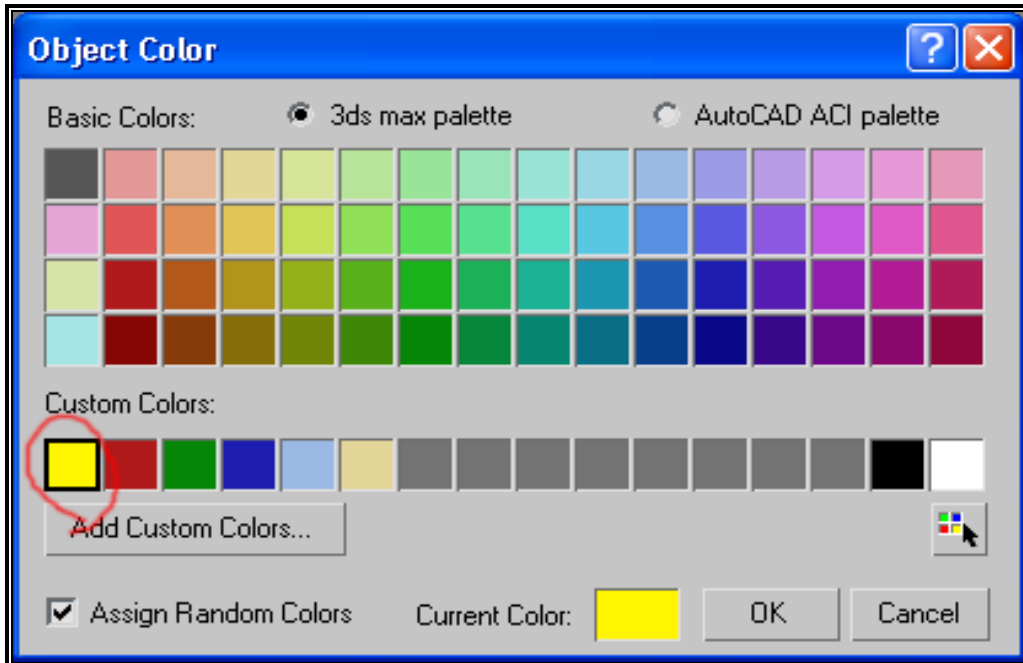 Object Color
?
Basic Colors: 3ds max palette AutoCAD ACI palette
Custom Colors:
Add Custom Colors...
Assign Random Colors Current Color: OK Cancel